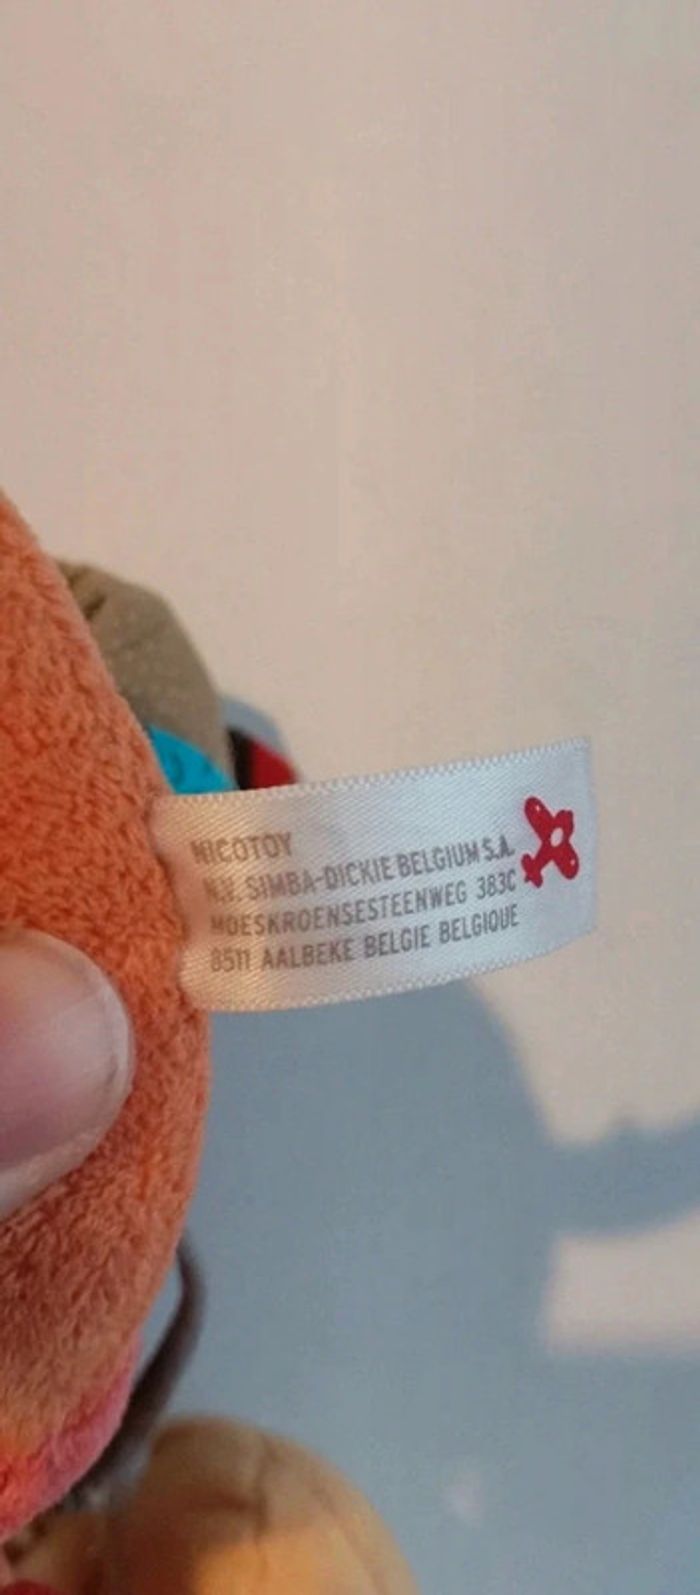 NICOTOY
N.V. SIMBA-DICKIE BELGIUM S.A.
MOESKROENSESTEENWEG 383C
8511 AALBEKE BELGIE BELGIQUE